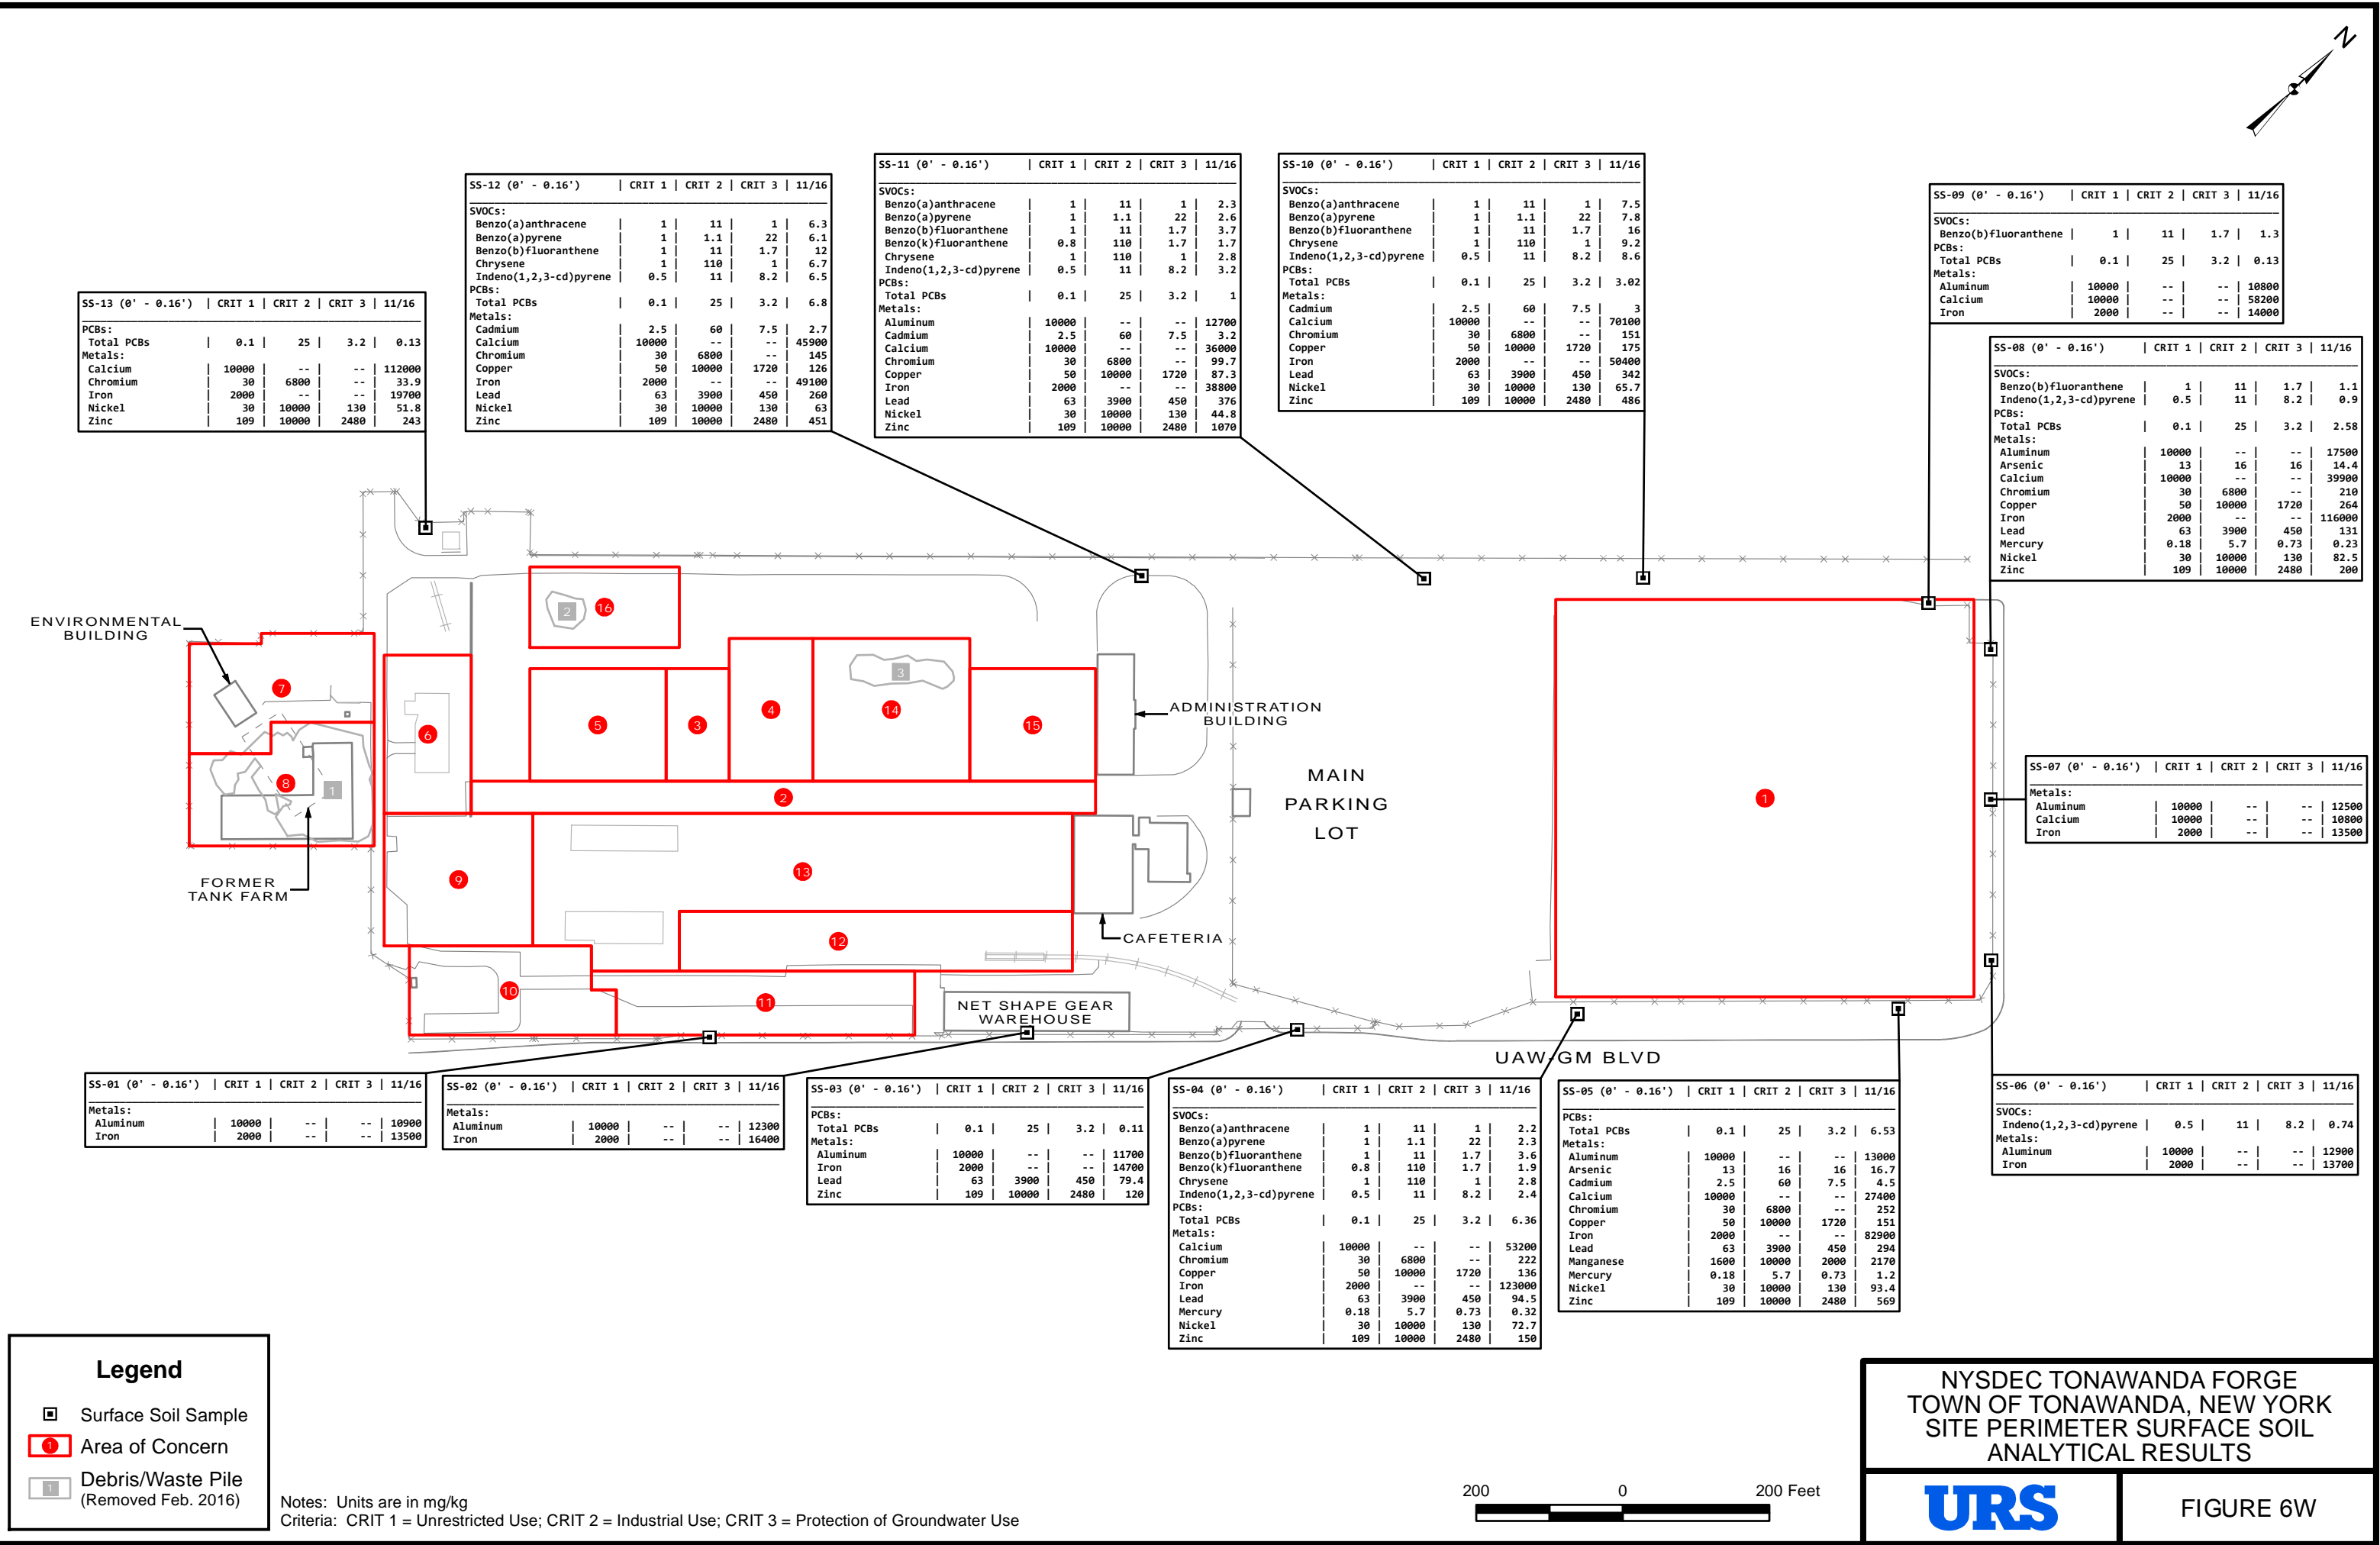 N
SS-13 (0' - 0.16') | CRIT 1 | CRIT 2 | CRIT 3 | 11/16
PCBs:
Total PCBs | 0.1 | 25 | 3.2 | 0.13
Metals:
Calcium | 10000 | -- | -- | 112000
Chromium | 30 | 6800 | -- | 33.9
Iron | 2000 | -- | -- | 19700
Nickel | 30 | 10000 | 130 | 51.8
Zinc | 109 | 10000 | 2480 | 243
SS-12 (0' - 0.16') | CRIT 1 | CRIT 2 | CRIT 3 | 11/16
SVOCs:
Benzo(a)anthracene | 1 | 11 | 1 | 6.3
Benzo(a)pyrene | 1 | 1.1 | 22 | 6.1
Benzo(b)fluoranthene | 1 | 11 | 1.7 | 12
Chrysene | 1 | 110 | 1 | 6.7
Indeno(1,2,3-cd)pyrene | 0.5 | 11 | 8.2 | 6.5
PCBs:
Total PCBs | 0.1 | 25 | 3.2 | 6.8
Metals:
Cadmium | 2.5 | 60 | 7.5 | 2.7
Calcium | 10000 | -- | -- | 45900
Chromium | 30 | 6800 | -- | 145
Copper | 50 | 10000 | 1720 | 126
Iron | 2000 | -- | -- | 49100
Lead | 63 | 3900 | 450 | 260
Nickel | 30 | 10000 | 130 | 63
Zinc | 109 | 10000 | 2480 | 451
SS-11 (0' - 0.16') | CRIT 1 | CRIT 2 | CRIT 3 | 11/16
SVOCs:
Benzo(a)anthracene | 1 | 11 | 1 | 2.3
Benzo(a)pyrene | 1 | 1.1 | 22 | 2.6
Benzo(b)fluoranthene | 1 | 11 | 1.7 | 3.7
Benzo(k)fluoranthene | 0.8 | 110 | 1.7 | 1.7
Chrysene | 1 | 110 | 1 | 2.8
Indeno(1,2,3-cd)pyrene | 0.5 | 11 | 8.2 | 3.2
PCBs:
Total PCBs | 0.1 | 25 | 3.2 | 1
Metals:
Aluminum | 10000 | -- | -- | 12700
Cadmium | 2.5 | 60 | 7.5 | 3.2
Calcium | 10000 | -- | -- | 36000
Chromium | 30 | 6800 | -- | 99.7
Copper | 50 | 10000 | 1720 | 87.3
Iron | 2000 | -- | -- | 38800
Lead | 63 | 3900 | 450 | 376
Nickel | 30 | 10000 | 130 | 44.8
Zinc | 109 | 10000 | 2480 | 1070
SS-10 (0' - 0.16') | CRIT 1 | CRIT 2 | CRIT 3 | 11/16
SVOCs:
Benzo(a)anthracene | 1 | 11 | 1 | 7.5
Benzo(a)pyrene | 1 | 1.1 | 22 | 7.8
Benzo(b)fluoranthene | 1 | 11 | 1.7 | 16
Chrysene | 1 | 110 | 1 | 9.2
Indeno(1,2,3-cd)pyrene | 0.5 | 11 | 8.2 | 8.6
PCBs:
Total PCBs | 0.1 | 25 | 3.2 | 3.02
Metals:
Cadmium | 2.5 | 60 | 7.5 | 3
Calcium | 10000 | -- | -- | 70100
Chromium | 30 | 6800 | -- | 151
Copper | 50 | 10000 | 1720 | 175
Iron | 2000 | -- | -- | 50400
Lead | 63 | 3900 | 450 | 342
Nickel | 30 | 10000 | 130 | 65.7
Zinc | 109 | 10000 | 2480 | 486
SS-09 (0' - 0.16') | CRIT 1 | CRIT 2 | CRIT 3 | 11/16
SVOCs:
Benzo(b)fluoranthene | 1 | 11 | 1.7 | 1.3
PCBs:
Total PCBs | 0.1 | 25 | 3.2 | 0.13
Metals:
Aluminum | 10000 | -- | -- | 10800
Calcium | 10000 | -- | -- | 58200
Iron | 2000 | -- | -- | 14000
SS-08 (0' - 0.16') | CRIT 1 | CRIT 2 | CRIT 3 | 11/16
SVOCs:
Benzo(b)fluoranthene | 1 | 11 | 1.7 | 1.1
Indeno(1,2,3-cd)pyrene | 0.5 | 11 | 8.2 | 0.9
PCBs:
Total PCBs | 0.1 | 25 | 3.2 | 2.58
Metals:
Aluminum | 10000 | -- | -- | 17500
Arsenic | 13 | 16 | 16 | 14.4
Calcium | 10000 | -- | -- | 39900
Chromium | 30 | 6800 | -- | 210
Copper | 50 | 10000 | 1720 | 264
Iron | 2000 | -- | -- | 116000
Lead | 63 | 3900 | 450 | 131
Mercury | 0.18 | 5.7 | 0.73 | 0.23
Nickel | 30 | 10000 | 130 | 82.5
Zinc | 109 | 10000 | 2480 | 200
ENVIRONMENTAL
BUILDING
7
8
1
FORMER
TANK FARM
6
16
2
5
3
4
14
3
15
2
9
13
12
10
11
ADMINISTRATION
BUILDING
CAFETERIA
NET SHAPE GEAR
WAREHOUSE
MAIN
PARKING
LOT
1
UAW-GM BLVD
SS-07 (0' - 0.16') | CRIT 1 | CRIT 2 | CRIT 3 | 11/16
Metals:
Aluminum | 10000 | -- | -- | 12500
Calcium | 10000 | -- | -- | 10800
Iron | 2000 | -- | -- | 13500
SS-01 (0' - 0.16') | CRIT 1 | CRIT 2 | CRIT 3 | 11/16
Metals:
Aluminum | 10000 | -- | -- | 10900
Iron | 2000 | -- | -- | 13500
SS-02 (0' - 0.16') | CRIT 1 | CRIT 2 | CRIT 3 | 11/16
Metals:
Aluminum | 10000 | -- | -- | 12300
Iron | 2000 | -- | -- | 16400
SS-03 (0' - 0.16') | CRIT 1 | CRIT 2 | CRIT 3 | 11/16
PCBs:
Total PCBs | 0.1 | 25 | 3.2 | 0.11
Metals:
Aluminum | 10000 | -- | -- | 11700
Iron | 2000 | -- | -- | 14700
Lead | 63 | 3900 | 450 | 79.4
Zinc | 109 | 10000 | 2480 | 120
SS-04 (0' - 0.16') | CRIT 1 | CRIT 2 | CRIT 3 | 11/16
SVOCs:
Benzo(a)anthracene | 1 | 11 | 1 | 2.2
Benzo(a)pyrene | 1 | 1.1 | 22 | 2.3
Benzo(b)fluoranthene | 1 | 11 | 1.7 | 3.6
Benzo(k)fluoranthene | 0.8 | 110 | 1.7 | 1.9
Chrysene | 1 | 110 | 1 | 2.8
Indeno(1,2,3-cd)pyrene | 0.5 | 11 | 8.2 | 2.4
PCBs:
Total PCBs | 0.1 | 25 | 3.2 | 6.36
Metals:
Calcium | 10000 | -- | -- | 53200
Chromium | 30 | 6800 | -- | 222
Copper | 50 | 10000 | 1720 | 136
Iron | 2000 | -- | -- | 123000
Lead | 63 | 3900 | 450 | 94.5
Mercury | 0.18 | 5.7 | 0.73 | 0.32
Nickel | 30 | 10000 | 130 | 72.7
Zinc | 109 | 10000 | 2480 | 150
SS-05 (0' - 0.16') | CRIT 1 | CRIT 2 | CRIT 3 | 11/16
PCBs:
Total PCBs | 0.1 | 25 | 3.2 | 6.53
Metals:
Aluminum | 10000 | -- | -- | 13000
Arsenic | 13 | 16 | 16 | 16.7
Cadmium | 2.5 | 60 | 7.5 | 4.5
Calcium | 10000 | -- | -- | 27400
Chromium | 30 | 6800 | -- | 252
Copper | 50 | 10000 | 1720 | 151
Iron | 2000 | -- | -- | 82900
Lead | 63 | 3900 | 450 | 294
Manganese | 1600 | 10000 | 2000 | 2170
Mercury | 0.18 | 5.7 | 0.73 | 1.2
Nickel | 30 | 10000 | 130 | 93.4
Zinc | 109 | 10000 | 2480 | 569
SS-06 (0' - 0.16') | CRIT 1 | CRIT 2 | CRIT 3 | 11/16
SVOCs:
Indeno(1,2,3-cd)pyrene | 0.5 | 11 | 8.2 | 0.74
Metals:
Aluminum | 10000 | -- | -- | 12900
Iron | 2000 | -- | -- | 13700
Legend
Surface Soil Sample
1 Area of Concern
1 Debris/Waste Pile
(Removed Feb. 2016)
Notes: Units are in mg/kg
Criteria: CRIT 1 = Unrestricted Use; CRIT 2 = Industrial Use; CRIT 3 = Protection of Groundwater Use
200 0 200 Feet
NYSDEC TONAWANDA FORGE
TOWN OF TONAWANDA, NEW YORK
SITE PERIMETER SURFACE SOIL
ANALYTICAL RESULTS
URS
FIGURE 6W